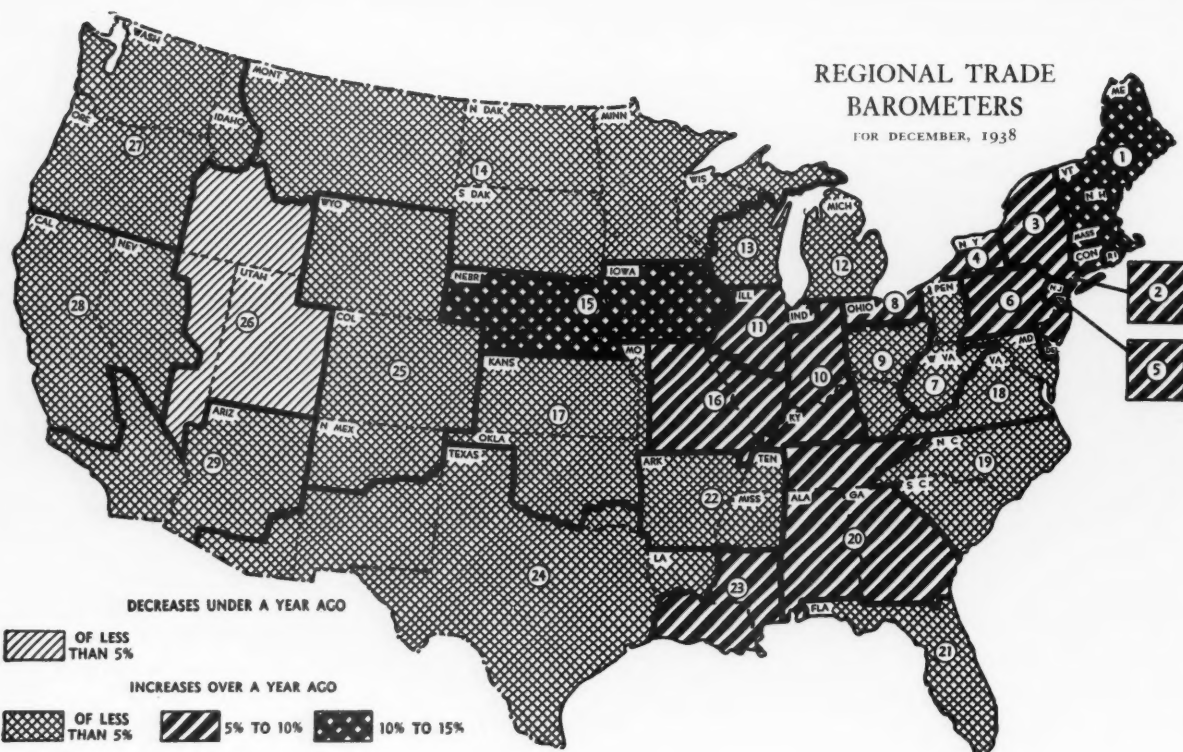 REGIONAL TRADE
BAROMETERS
FOR DECEMBER, 1938
WASH
MONT
N DAK
MINN
ORE
IDAHO
27
14
S DAK
WIS
MICH
ME
1
VT
N H
3
MASS
N Y
CON
RI
4
CAL
NEV
WYO
13
12
2
NEBR
IOWA
15
8
PEN
6
N J
UTAH
28
26
ILL
11
IND
OHIO
MD
5
COL
25
KANS
MO
9
W VA
VA
10
7
18
16
17
KY
ARIZ
N MEX
OKLA
N C
29
TEXAS
ARK
TEN
19
S C
22
MISS
ALA
GA
20
LA
23
24
FLA
21
DECREASES UNDER A YEAR AGO
OF LESS
THAN 5%
INCREASES OVER A YEAR AGO
OF LESS
THAN 5%
5% TO 10%
10% TO 15%